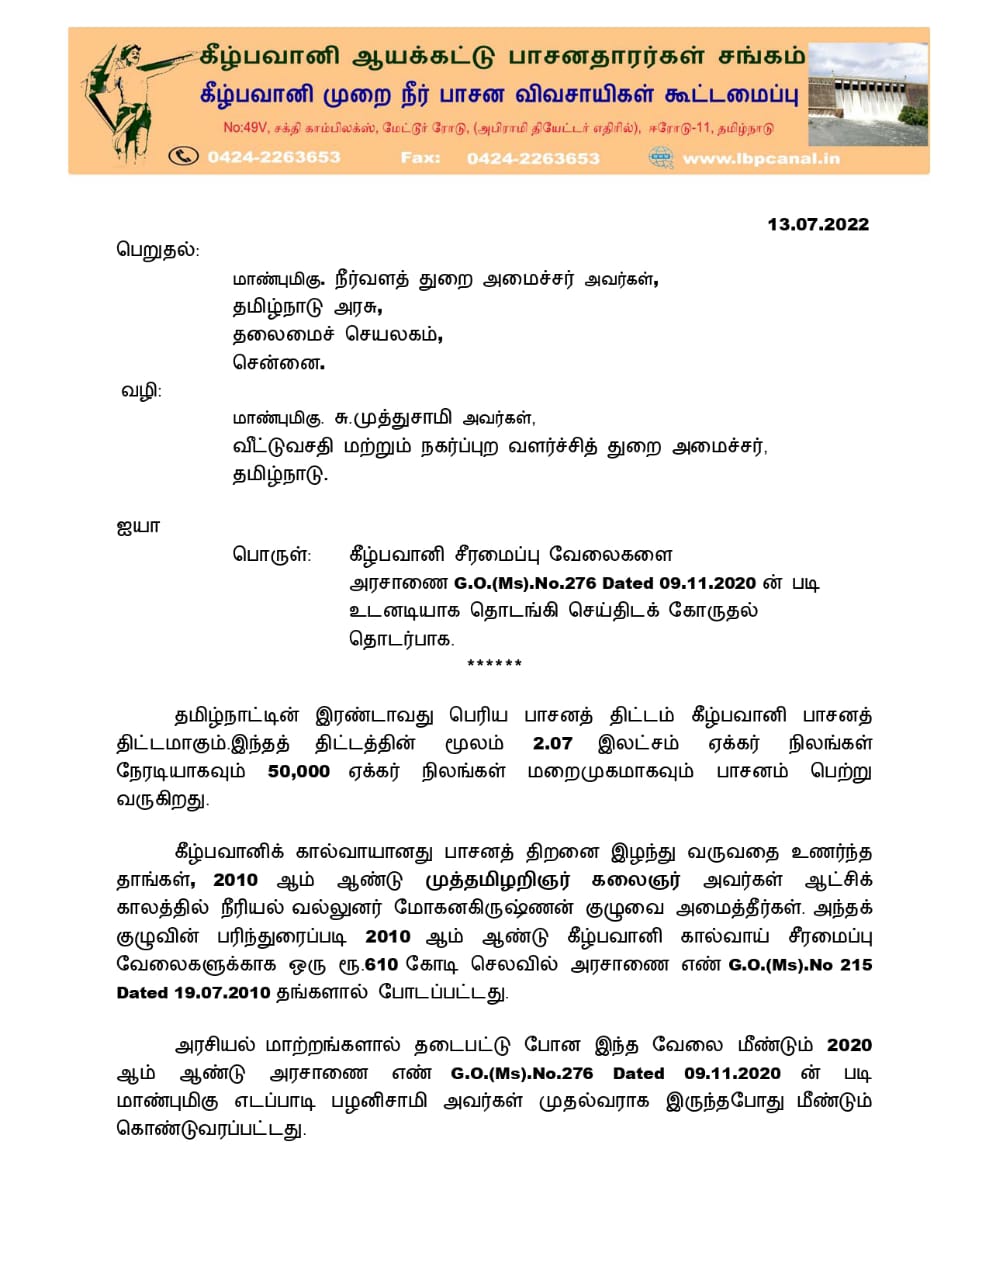 கீழ்பவானி ஆயக்கட்டு பாசனதாரர்கள் சங்கம்
கீழ்பவானி முறை நீர் பாசன விவசாயிகள் கூட்டமைப்பு
No:49V, சக்தி காம்பிலக்ஸ், மேட்டூர் ரோடு, (அபிராமி தியேட்டர் எதிரில்), ஈரோடு-11, தமிழ்நாடு
0424-2263653 Fax: 0424-2263653 www.lbpcanal.in
13.07.2022
பெறுதல்:
மாண்புமிகு. நீர்வளத் துறை அமைச்சர் அவர்கள்,
தமிழ்நாடு அரசு,
தலைமைச் செயலகம்,
சென்னை.
வழி:
மாண்புமிகு. சு.முத்துசாமி அவர்கள்,
வீட்டுவசதி மற்றும் நகர்ப்புற வளர்ச்சித் துறை அமைச்சர்,
தமிழ்நாடு.
ஐயா
பொருள்: கீழ்பவானி சீரமைப்பு வேலைகளை
அரசாணை G.O.(Ms).No.276 Dated 09.11.2020 ன் படி
உடனடியாக தொடங்கி செய்திடக் கோருதல்
தொடர்பாக.
******
தமிழ்நாட்டின் இரண்டாவது பெரிய பாசனத் திட்டம் கீழ்பவானி பாசனத்
திட்டமாகும்.இந்தத் திட்டத்தின் மூலம் 2.07 இலட்சம் ஏக்கர் நிலங்கள்
நேரடியாகவும் 50,000 ஏக்கர் நிலங்கள் மறைமுகமாகவும் பாசனம் பெற்று
வருகிறது.
கீழ்பவானிக் கால்வாயானது பாசனத் திறனை இழந்து வருவதை உணர்ந்த
தாங்கள், 2010 ஆம் ஆண்டு முத்தமிழறிஞர் கலைஞர் அவர்கள் ஆட்சிக்
காலத்தில் நீரியல் வல்லுனர் மோகனகிருஷ்ணன் குழுவை அமைத்தீர்கள். அந்தக்
குழுவின் பரிந்துரைப்படி 2010 ஆம் ஆண்டு கீழ்பவானி கால்வாய் சீரமைப்பு
வேலைகளுக்காக ஒரு ரூ.610 கோடி செலவில் அரசாணை எண் G.O.(Ms).No 215
Dated 19.07.2010 தங்களால் போடப்பட்டது.
அரசியல் மாற்றங்களால் தடைபட்டு போன இந்த வேலை மீண்டும் 2020
ஆம் ஆண்டு அரசாணை எண் G.O.(Ms).No.276 Dated 09.11.2020 ன் படி
மாண்புமிகு எடப்பாடி பழனிசாமி அவர்கள் முதல்வராக இருந்தபோது மீண்டும்
கொண்டுவரப்பட்டது.